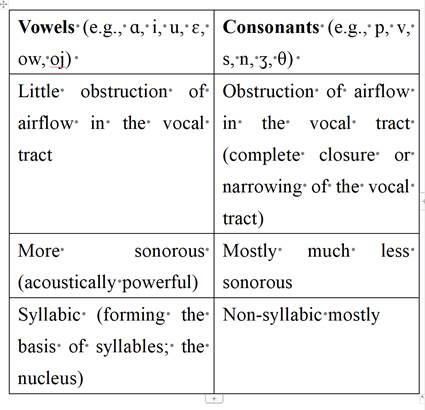 Vowels (e.g., ɑ, i, u, ɛ,
ow, oj)
Consonants (e.g., p, v,
s, n, ʒ, θ)
Little obstruction of
airflow in the vocal
tract
Obstruction of airflow
in the vocal tract
(complete closure or
narrowing of the vocal
tract)
More sonorous
(acoustically powerful)
Mostly much less
sonorous
Syllabic (forming the
basis of syllables; the
nucleus)
Non-syllabic mostly